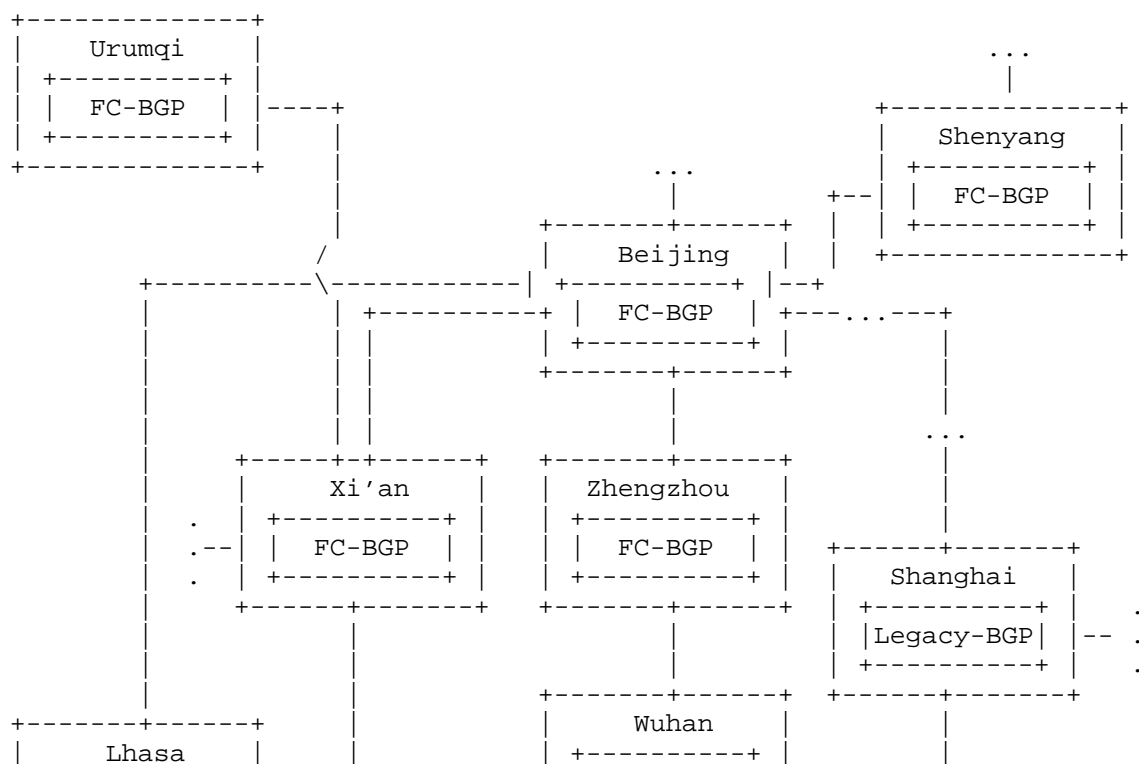 Urumqi
...
FC-BGP
Shenyang
...
FC-BGP
Beijing
FC-BGP
...
...
Xi’an Zhengzhou
FC-BGP FC-BGP
Shanghai
Legacy-BGP
Wuhan
Lhasa